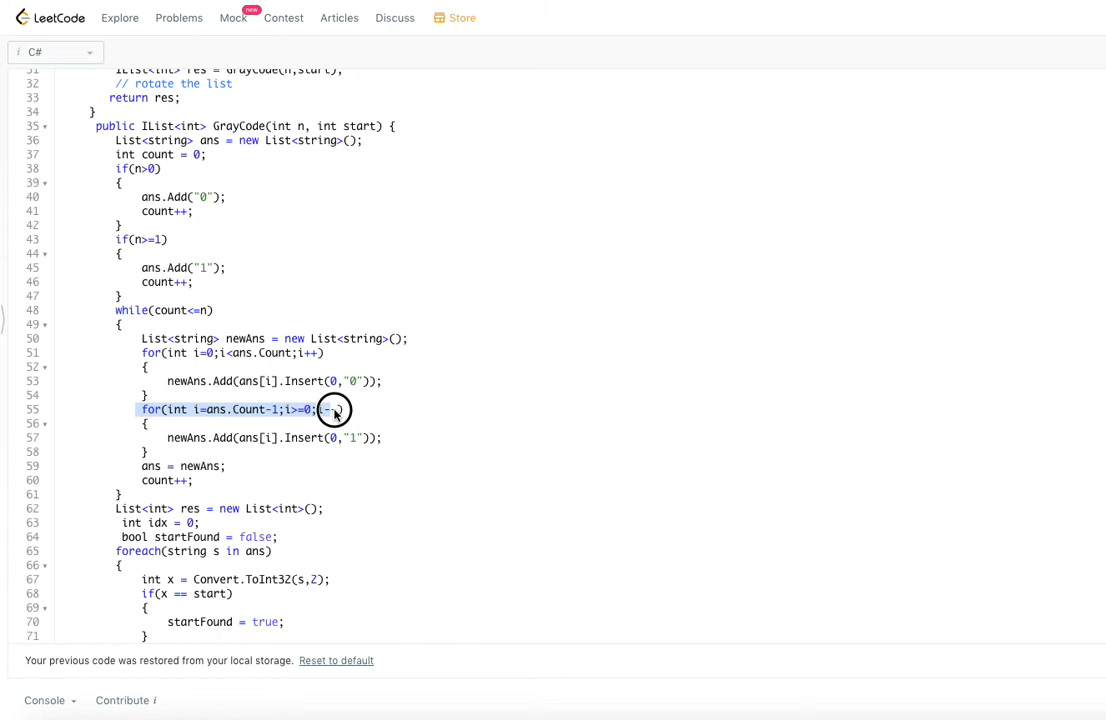 LeetCode Explore Problems Mock new Contest Articles Discuss Store
i C#
31 IList<int> res = GrayCode(n,start);
32 // rotate the list
33 return res;
34 }
35 public IList<int> GrayCode(int n, int start) {
36 List<string> ans = new List<string>();
37 int count = 0;
38 if(n>0)
39 {
40 ans.Add("0");
41 count++;
42 }
43 if(n>=1)
44 {
45 ans.Add("1");
46 count++;
47 }
48 while(count<=n)
49 {
50 List<string> newAns = new List<string>();
51 for(int i=0;i<ans.Count;i++)
52 {
53 newAns.Add(ans[i].Insert(0,"0"));
54 }
55 for(int i=ans.Count-1;i>=0;i--)
56 {
57 newAns.Add(ans[i].Insert(0,"1"));
58 }
59 ans = newAns;
60 count++;
61 }
62 List<int> res = new List<int>();
63 int idx = 0;
64 bool startFound = false;
65 foreach(string s in ans)
66 {
67 int x = Convert.ToInt32(s,2);
68 if(x == start)
69 {
70 startFound = true;
71 }
Your previous code was restored from your local storage. Reset to default
Console Contribute i